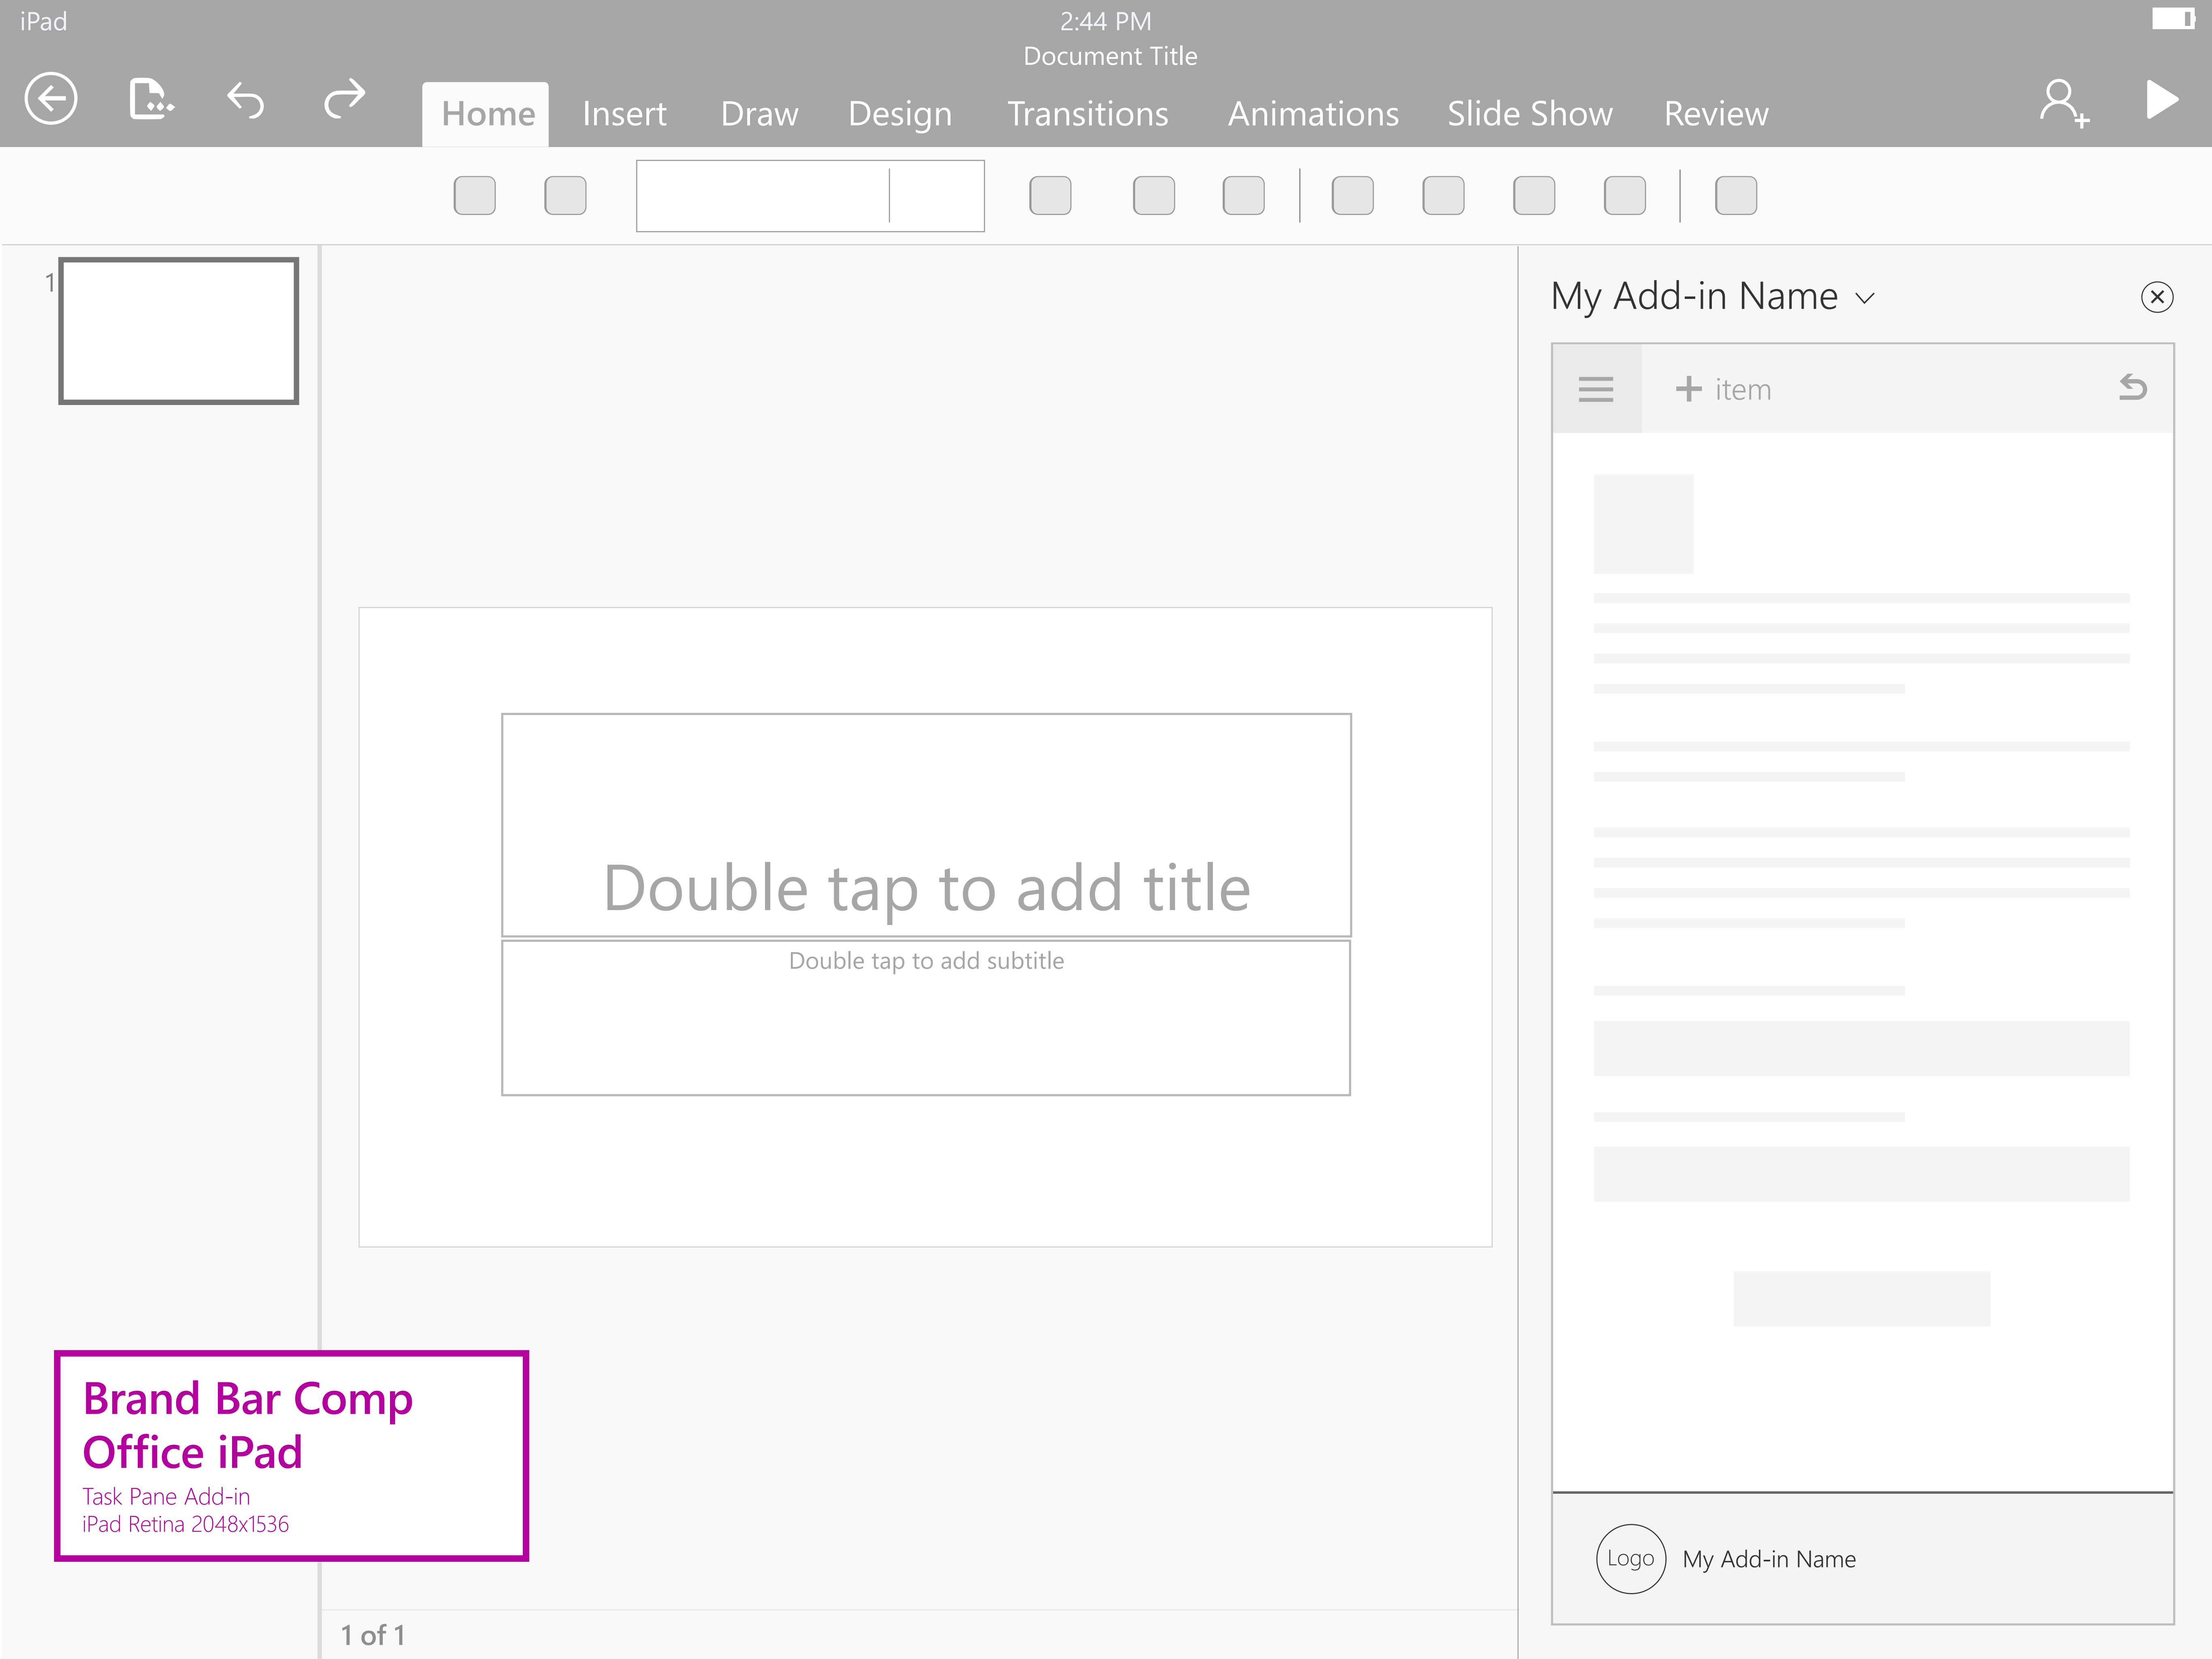 iPad
2:44 PM
Document Title
Home Insert Draw Design Transitions Animations Slide Show Review
1
My Add-in Name
item
Double tap to add title
Double tap to add subtitle
Brand Bar Comp
Office iPad
Task Pane Add-in
iPad Retina 2048x1536
Logo My Add-in Name
1 of 1